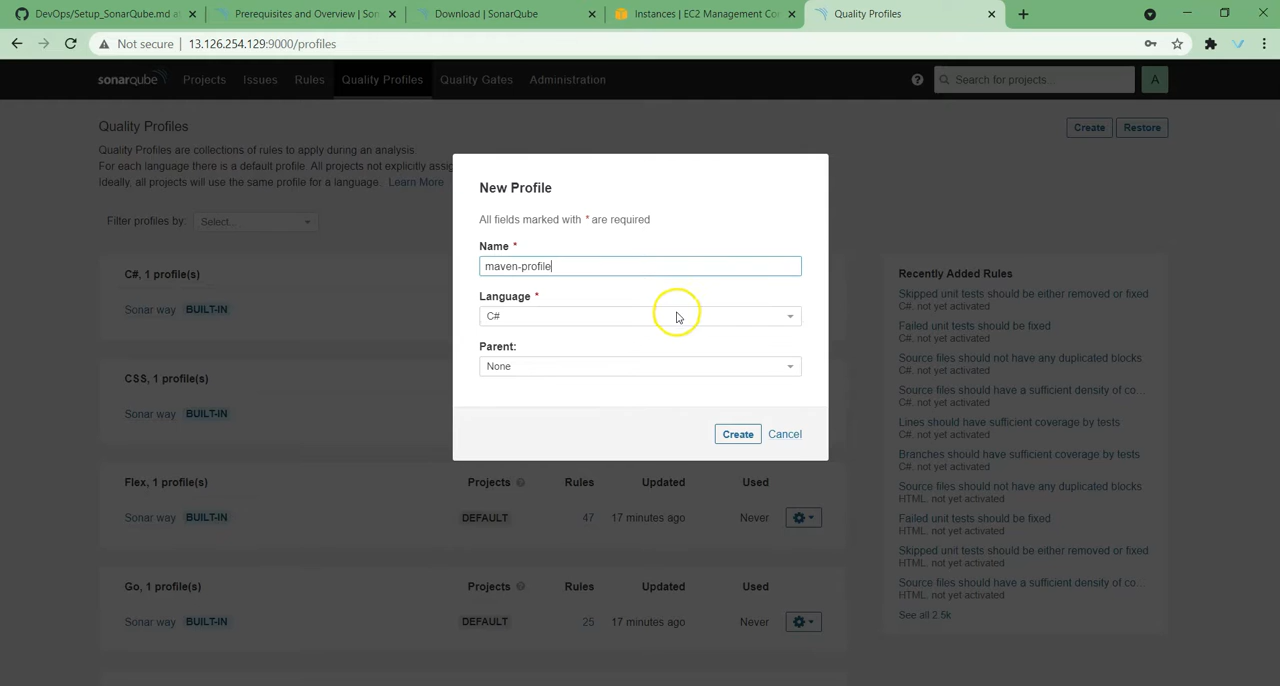 DevOps/Setup_SonarQube.md at
Prerequisites and Overview | Son
Download | SonarQube
Instances | EC2 Management Con
Quality Profiles
Not secure | 13.126.254.129:9000/profiles
sonarqube Projects Issues Rules Quality Profiles Quality Gates Administration Search for projects... A
Quality Profiles
Create Restore
Quality Profiles are collections of rules to apply during an analysis.
For each language there is a default profile. All projects not explicitly assig
Ideally, all projects will use the same profile for a language. Learn More
Filter profiles by: Select...
New Profile
All fields marked with * are required
Name *
maven-profile
Language *
C#
Parent:
None
Create Cancel
C#, 1 profile(s)
Sonar way BUILT-IN
CSS, 1 profile(s)
Sonar way BUILT-IN
Flex, 1 profile(s) Projects Rules Updated Used
Sonar way BUILT-IN DEFAULT 47 17 minutes ago Never
Go, 1 profile(s) Projects Rules Updated Used
Sonar way BUILT-IN DEFAULT 25 17 minutes ago Never
Recently Added Rules
Skipped unit tests should be either removed or fixed
C#, not yet activated
Failed unit tests should be fixed
C#, not yet activated
Source files should not have any duplicated blocks
C#, not yet activated
Source files should have a sufficient density of co...
C#, not yet activated
Lines should have sufficient coverage by tests
C#, not yet activated
Branches should have sufficient coverage by tests
C#, not yet activated
Source files should not have any duplicated blocks
HTML, not yet activated
Failed unit tests should be fixed
HTML, not yet activated
Skipped unit tests should be either removed or fixed
HTML, not yet activated
Source files should have a sufficient density of co...
HTML, not yet activated
See all 2.5k